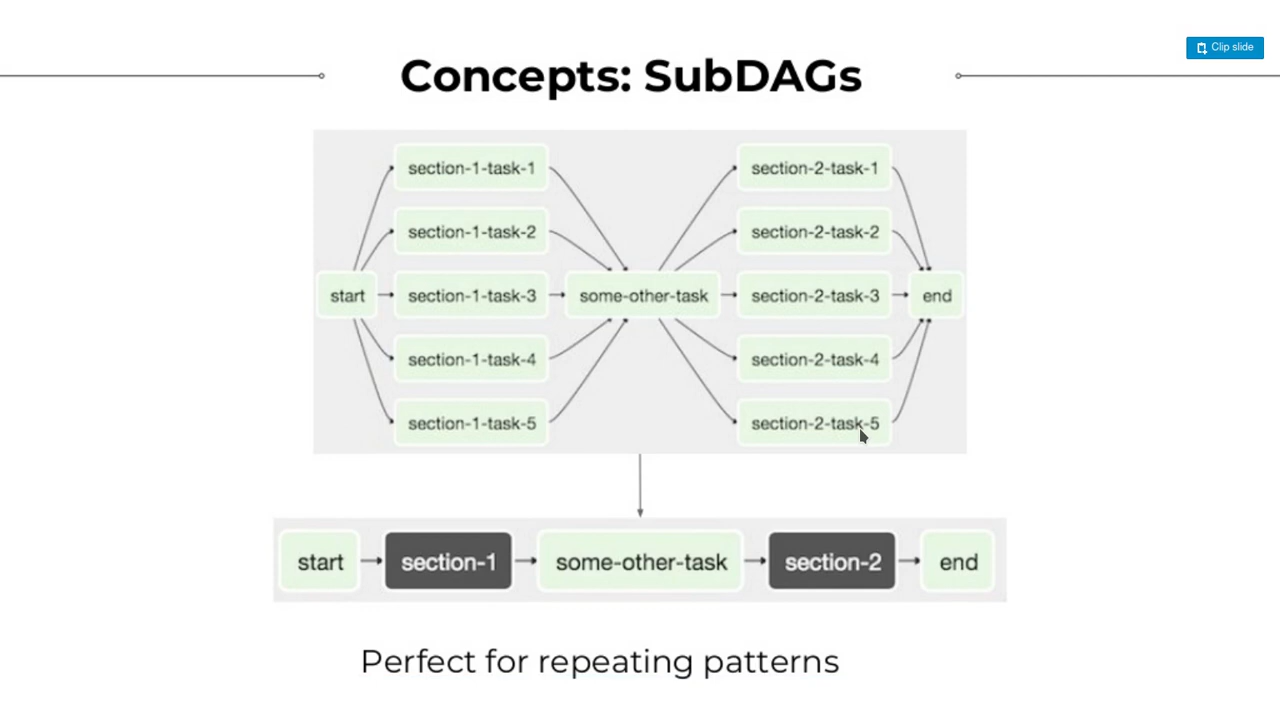 Clip slide
Concepts: SubDAGs
section-1-task-1
section-2-task-1
section-1-task-2
section-2-task-2
start
section-1-task-3
some-other-task
section-2-task-3
end
section-1-task-4
section-2-task-4
section-1-task-5
section-2-task-5
start
section-1
some-other-task
section-2
end
Perfect for repeating patterns